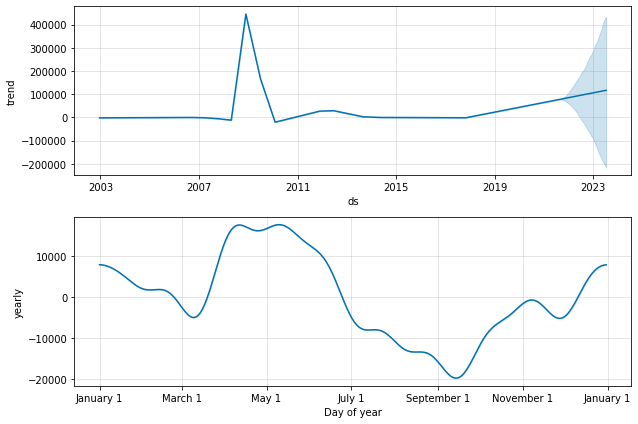 400000
300000
200000
100000
0
−100000
−200000
trend
2003 2007 2011 2015 2019 2023
ds
10000
0
−10000
−20000
yearly
January 1 March 1 May 1 July 1 September 1 November 1 January 1
Day of year